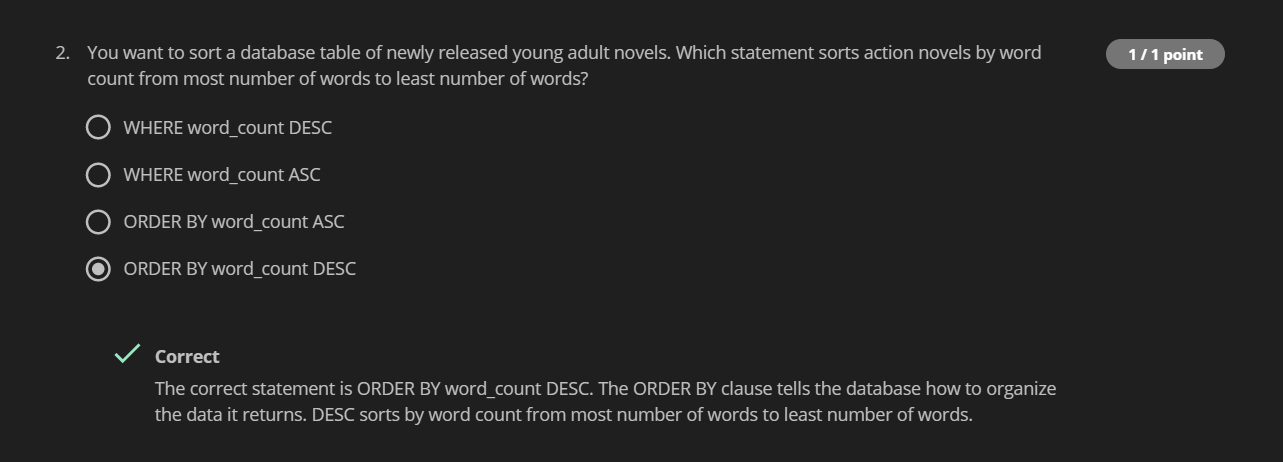 2. You want to sort a database table of newly released young adult novels. Which statement sorts action novels by word
1 / 1 point
count from most number of words to least number of words?
WHERE word_count DESC
WHERE word_count ASC
ORDER BY word_count ASC
ORDER BY word_count DESC
Correct
The correct statement is ORDER BY word_count DESC. The ORDER BY clause tells the database how to organize
the data it returns. DESC sorts by word count from most number of words to least number of words.